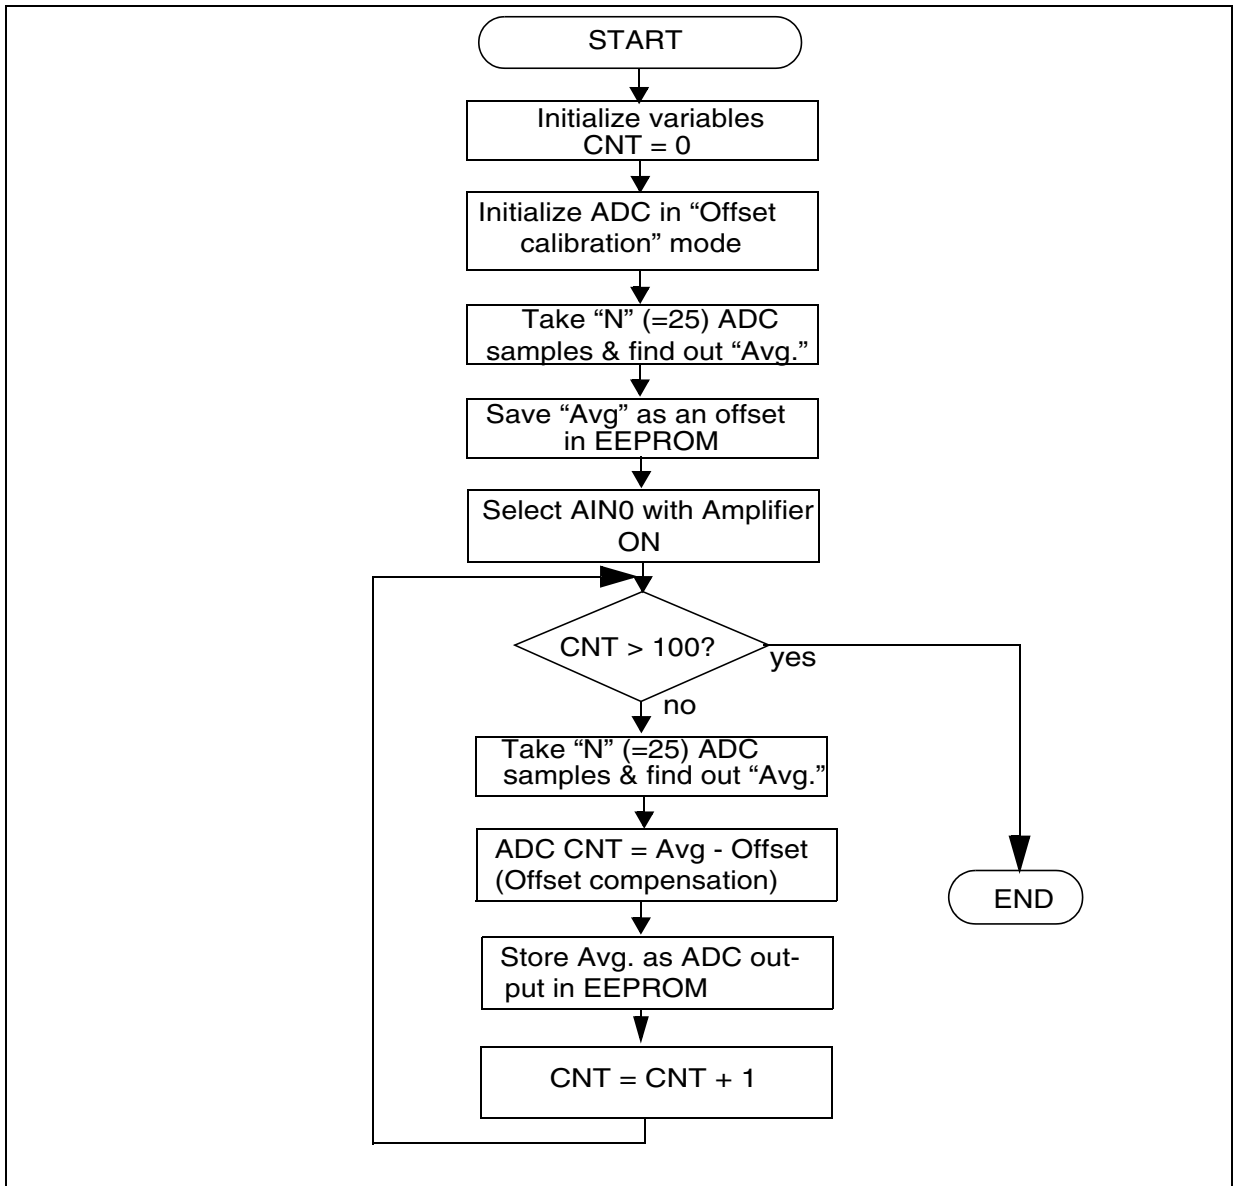 START
Initialize variables
CNT = 0
Initialize ADC in “Offset
calibration” mode
Take “N” (=25) ADC
samples & find out “Avg.”
Save “Avg” as an offset
in EEPROM
Select AIN0 with Amplifier
ON
CNT > 100?
yes
no
Take “N” (=25) ADC
samples & find out “Avg.”
ADC CNT = Avg - Offset
(Offset compensation)
END
Store Avg. as ADC out-
put in EEPROM
CNT = CNT + 1